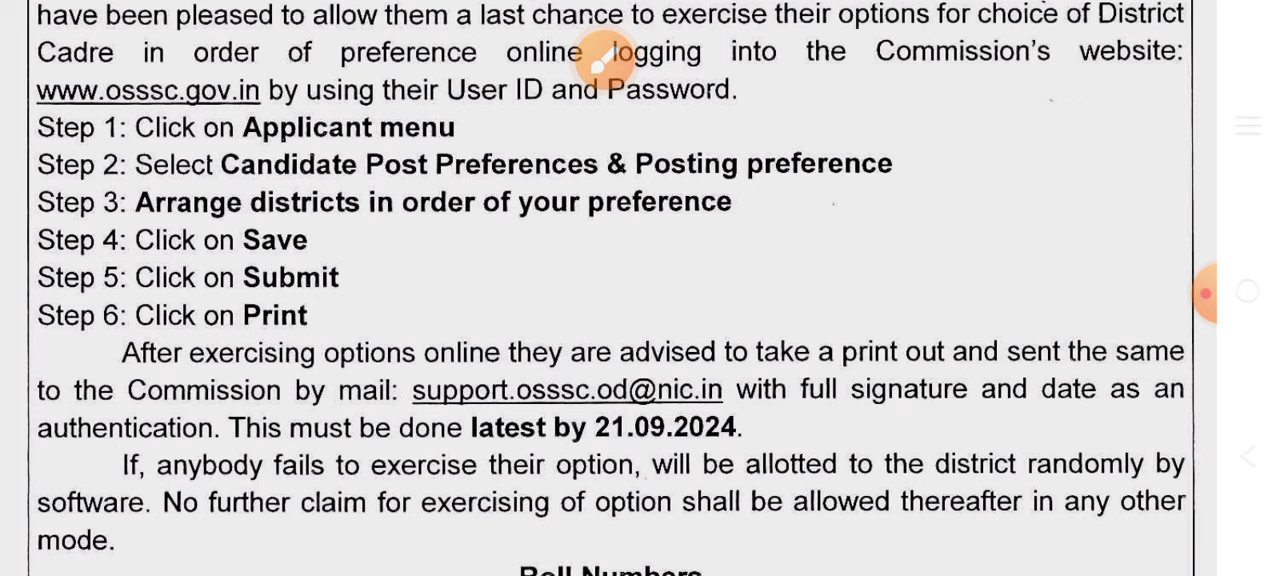 have been pleased to allow them a last chance to exercise their options for choice of District
Cadre in order of preference online logging into the Commission's website:
www.osssc.gov.in by using their User ID and Password.
Step 1: Click on Applicant menu
Step 2: Select Candidate Post Preferences & Posting preference
Step 3: Arrange districts in order of your preference
Step 4: Click on Save
Step 5: Click on Submit
Step 6: Click on Print
After exercising options online they are advised to take a print out and sent the same
to the Commission by mail: support.osssc.od@nic.in with full signature and date as an
authentication. This must be done latest by 21.09.2024.
If, anybody fails to exercise their option, will be allotted to the district randomly by
software. No further claim for exercising of option shall be allowed thereafter in any other
mode.
Roll Numbers